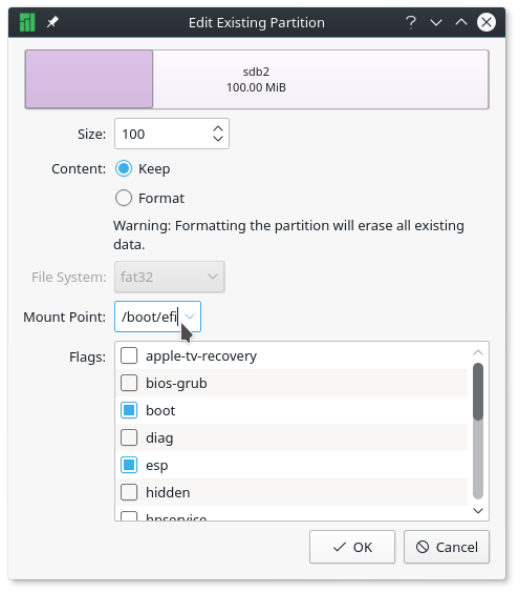 Edit Existing Partition
sdb2
100.00 MiB
Size: 100
Content: Keep
Format
Warning: Formatting the partition will erase all existing
data.
File System: fat32
Mount Point: /boot/efi
Flags: apple-tv-recovery
bios-grub
boot
diag
esp
hidden
OK Cancel